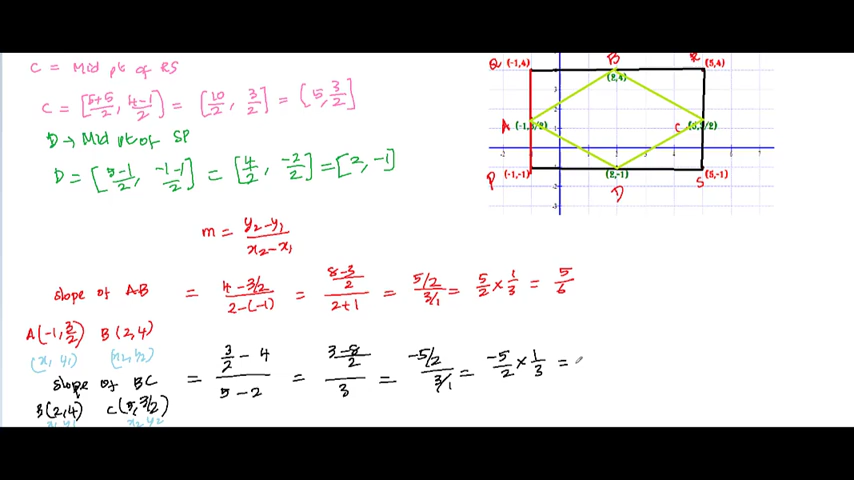 C = Mid pt of RS
C = [5+5/2, 4-1/2] = [10/2, 3/2] = (5, 3/2]
D → Mid pt of SP
D = [5-1/2, -1-1/2] = [4/2, -2/2] = [2, -1]
m = y₂-y₁/x₂-x₁
slope of AB = 4-3/2/2-(-1) = 8-3/2/2+1 = 5/2/3/1 = 5/2 × 1/3 = 5/6
A(-1, 3/2) B(2,4)
(x₁ y₁) (x₂, y₂)
slope of BC = 3/2 - 4/5-2 = 3-8/2/3 = -5/2/3/1 = -5/2 × 1/3 =
B(2,4) C(5, 3/2)
x₁ y₁ x₂ y₂
Q (-1,4) B R (5,4)
(2,4)
A (-1,3/2) C (5,3/2)
P (-1,-1) (2,-1) S (5,-1)
D